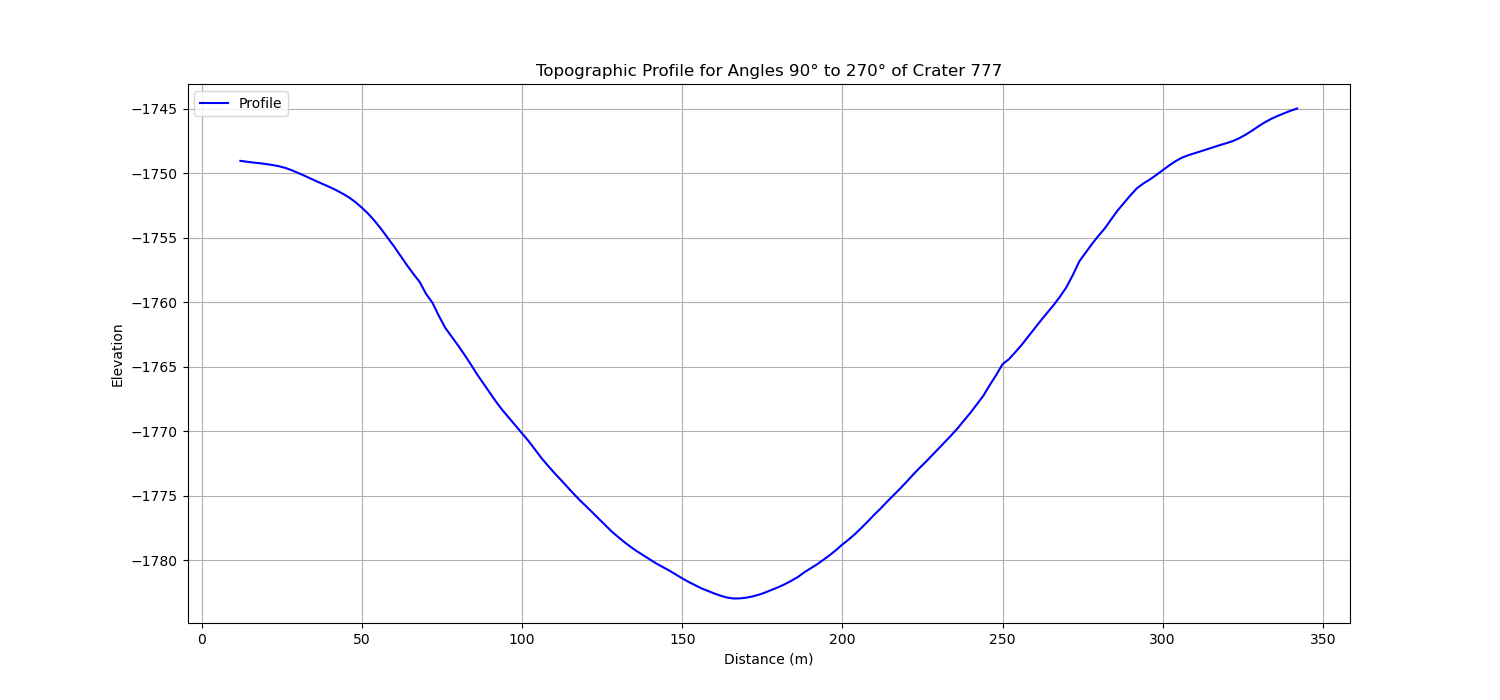 Topographic Profile for Angles 90° to 270° of Crater 777
Profile
−1745
−1750
−1755
−1760
−1765
−1770
−1775
−1780
Elevation
0 50 100 150 200 250 300 350
Distance (m)